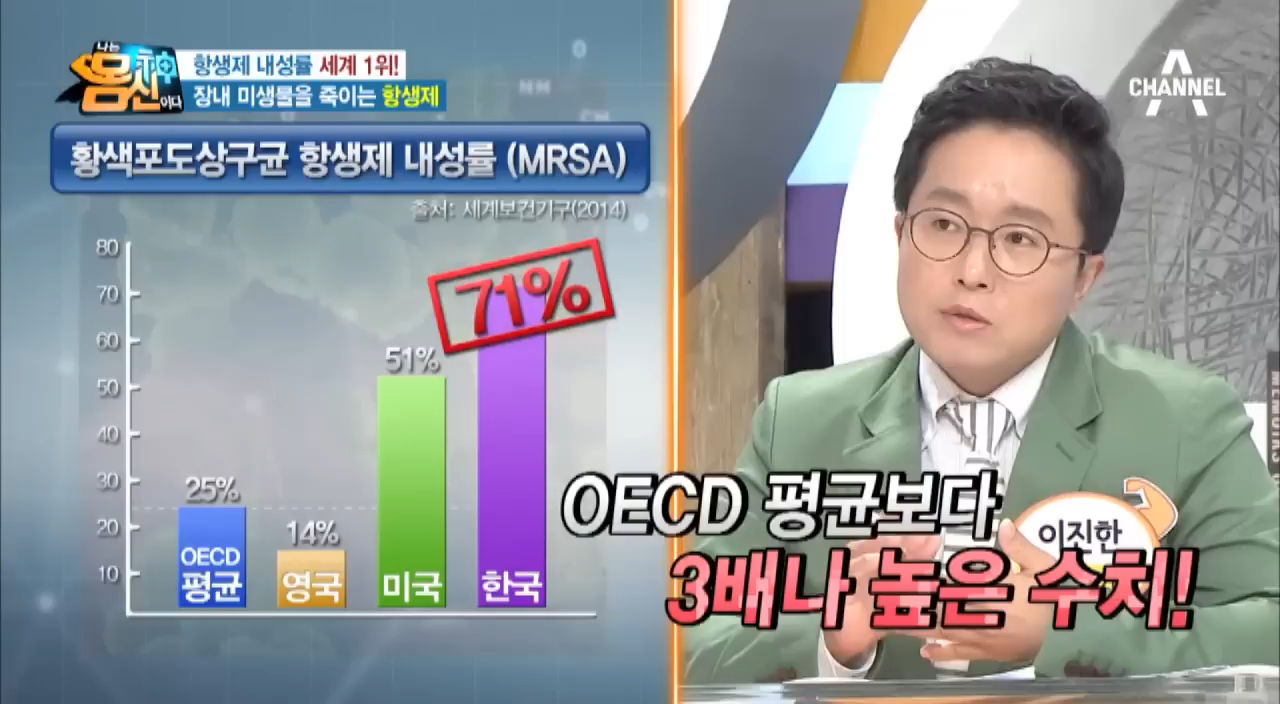 나는
몸神
신이다
항생제 내성률 세계 1위!
장내 미생물을 죽이는 항생제
CHANNEL A
황색포도상구균 항생제 내성률 (MRSA)
출처: 세계보건기구(2014)
80
70
60
50
40
30
20
10
71%
51%
25%
14%
OECD
평균
영국
미국
한국
이진한
OECD 평균보다
3배나 높은 수치!